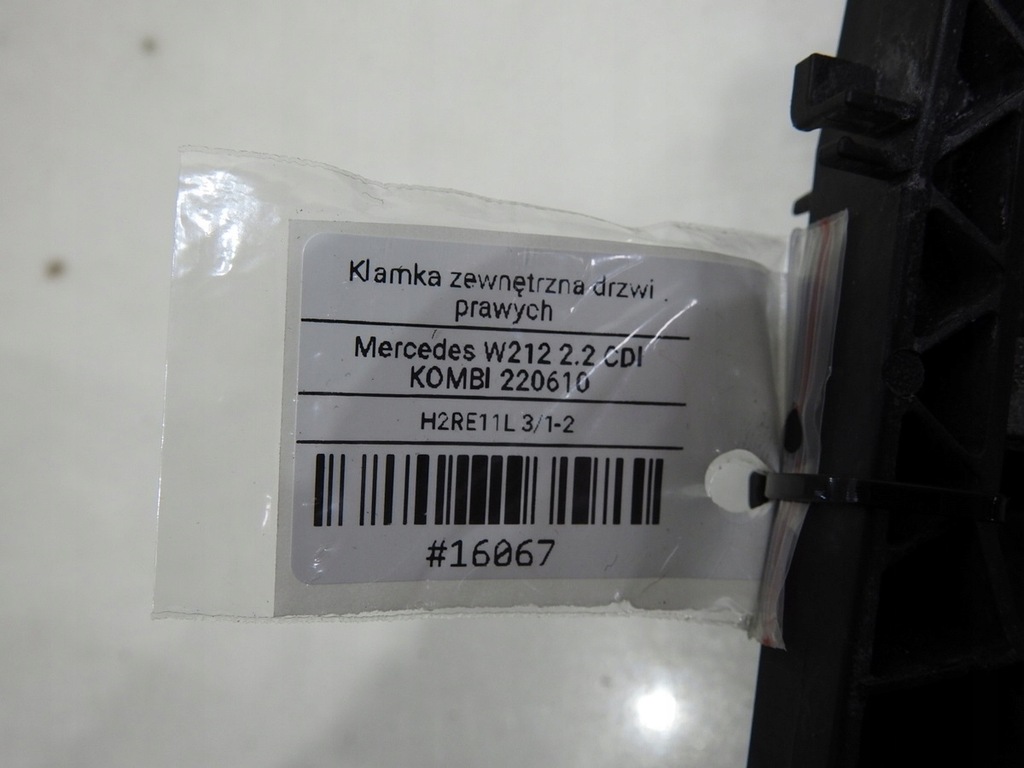 Klamka zewnętrzna drzwi
prawych
Mercedes W212 2.2 CDI
KOMBI 220610
H2RE11L 3/1-2
#16067